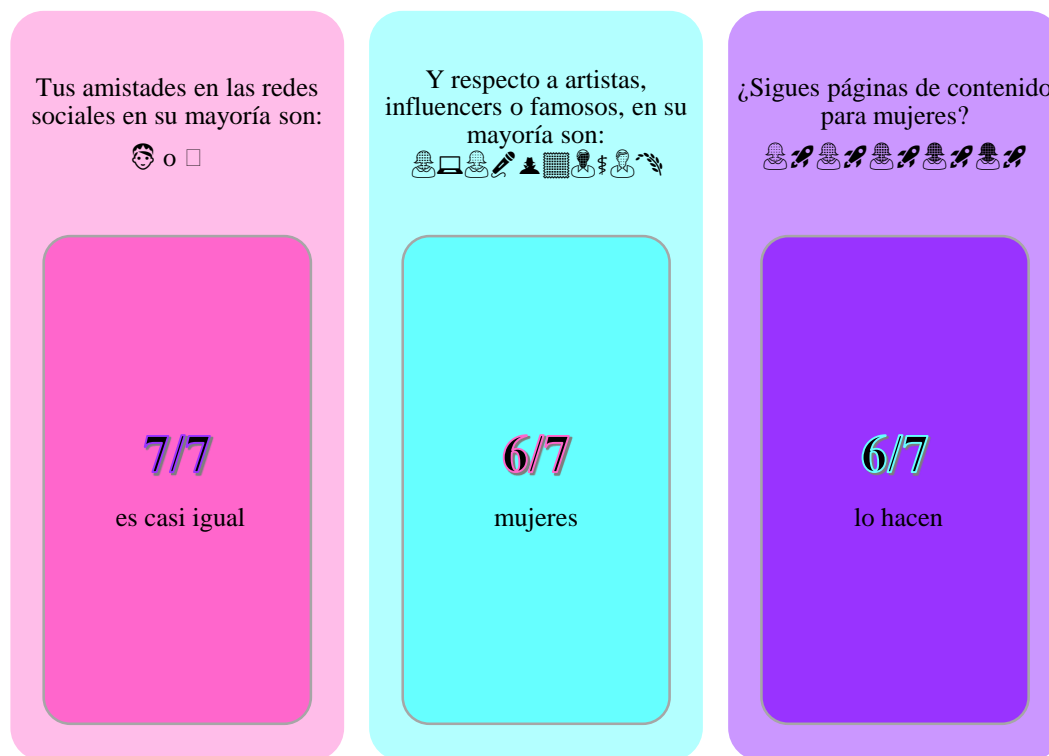 Tus amistades en las redes
sociales en su mayoría son:
o
7/7
es casi igual
Y respecto a artistas,
influencers o famosos, en su
mayoría son:
6/7
mujeres
¿Sigues páginas de contenido
para mujeres?
6/7
lo hacen